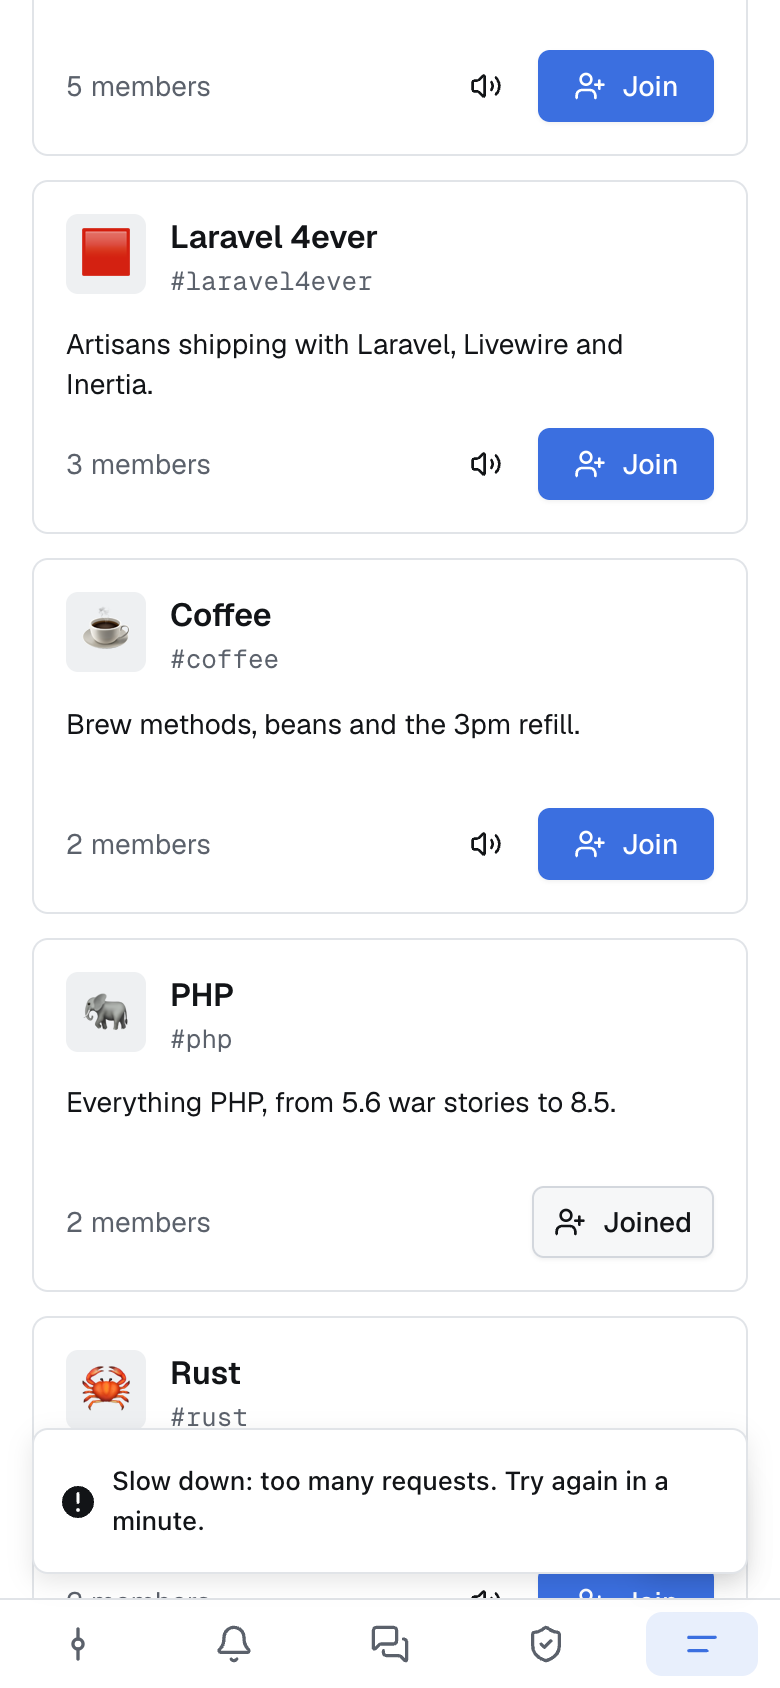 5 members
Join
Laravel 4ever
#laravel4ever
Artisans shipping with Laravel, Livewire and
Inertia.
3 members
Join
Coffee
#coffee
Brew methods, beans and the 3pm refill.
2 members
Join
PHP
#php
Everything PHP, from 5.6 war stories to 8.5.
2 members
Joined
Rust
#rust
Slow down: too many requests. Try again in a
minute.
members
Join